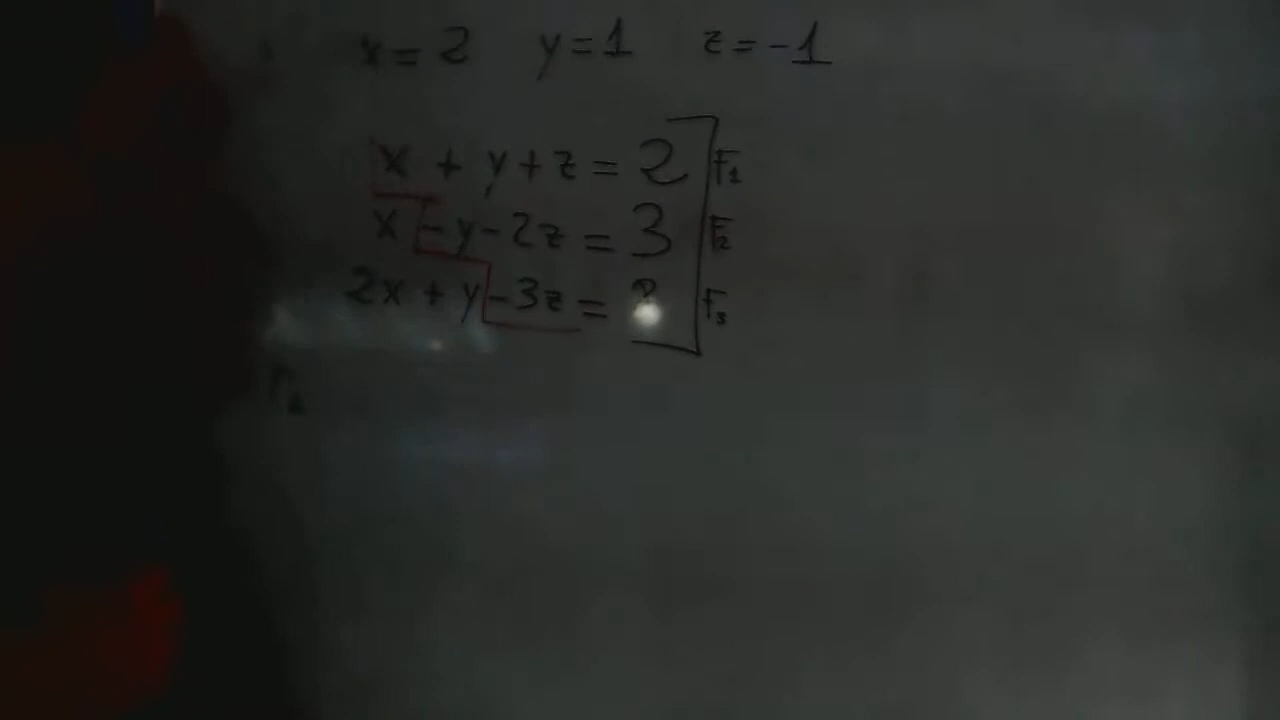 x = 2 y = 1 z = -1
x + y + z = 2 F₁
x - y - 2z = 3 F₂
2x + y - 3z = F₃